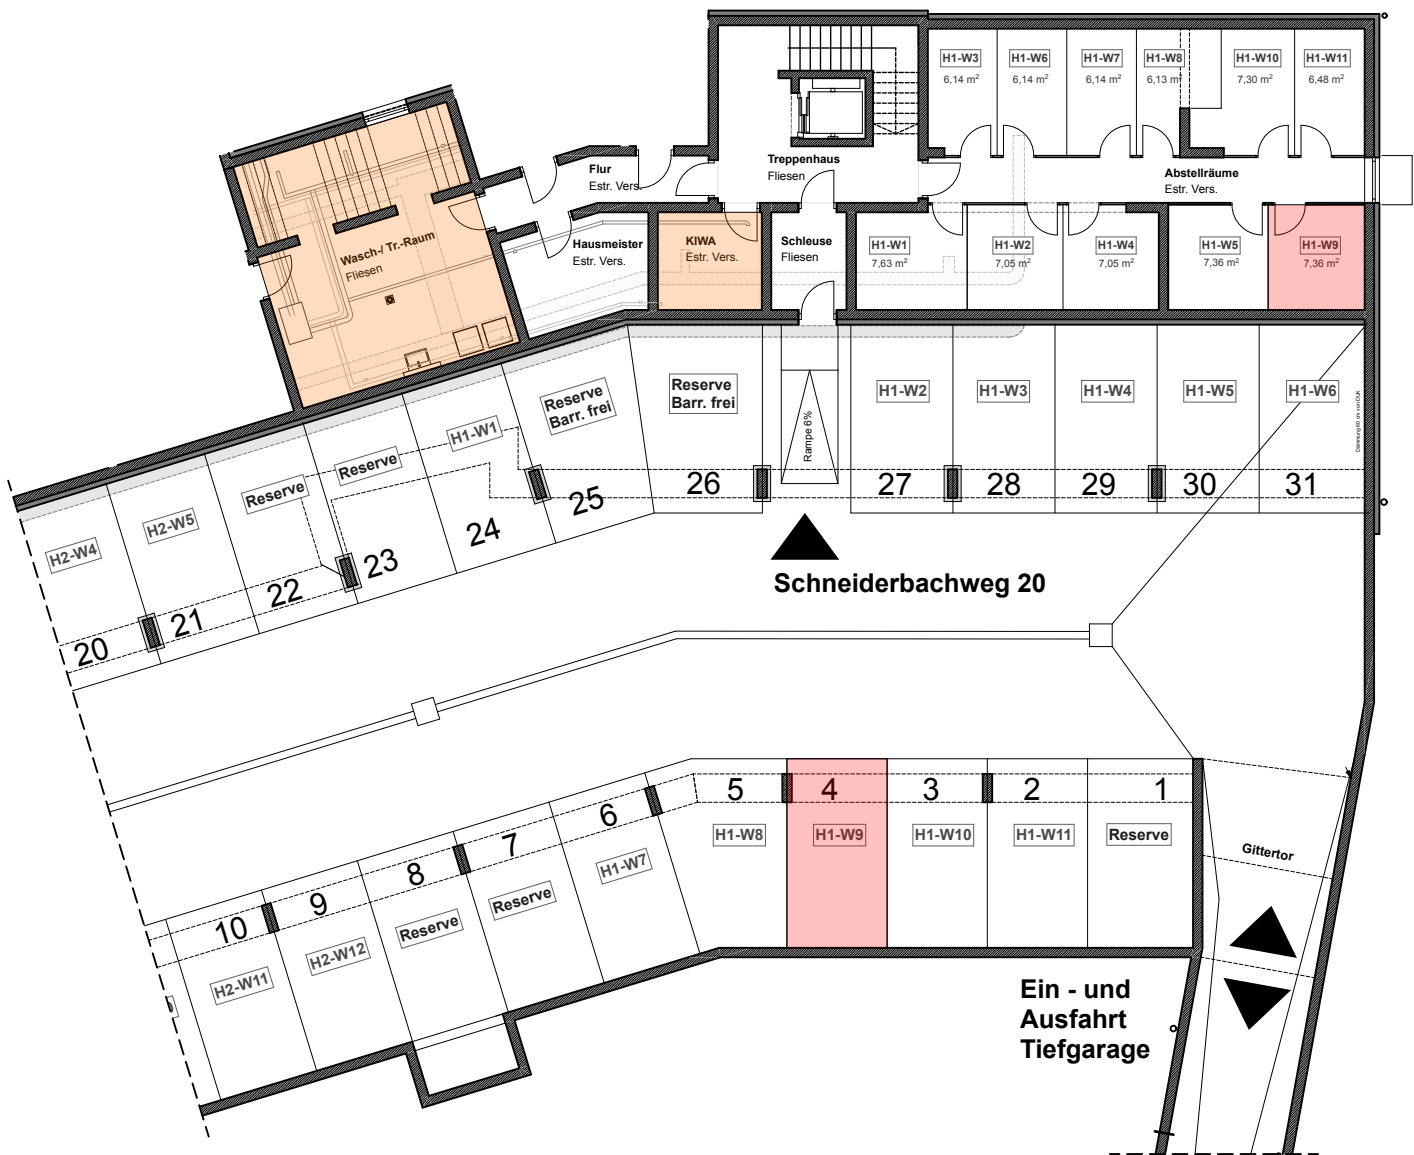 H1-W3
6,14 m²
H1-W6
6,14 m²
H1-W7
6,14 m²
H1-W8
6,13 m²
H1-W10
7,30 m²
H1-W11
6,48 m²
Treppenhaus
Fliesen
Flur
Estr. Vers.
Abstellräume
Estr. Vers.
Wasch-/ Tr.-Raum
Fliesen
Hausmeister
Estr. Vers.
KIWA
Estr. Vers.
Schleuse
Fliesen
H1-W1
7,63 m²
H1-W2
7,05 m²
H1-W4
7,05 m²
H1-W5
7,36 m²
H1-W9
7,36 m²
H2-W4
20
H2-W5
21
Reserve
22
Reserve
23
H1-W1
24
Reserve
Barr. frei
25
Reserve
Barr. frei
26
Rampe 6%
H1-W2
27
H1-W3
28
H1-W4
29
H1-W5
30
H1-W6
31
Schneiderbachweg 20
10
H2-W11
9
H2-W12
8
Reserve
7
Reserve
6
H1-W7
5
H1-W8
4
H1-W9
3
H1-W10
2
H1-W11
1
Reserve
Gittertor
Ein - und
Ausfahrt
Tiefgarage